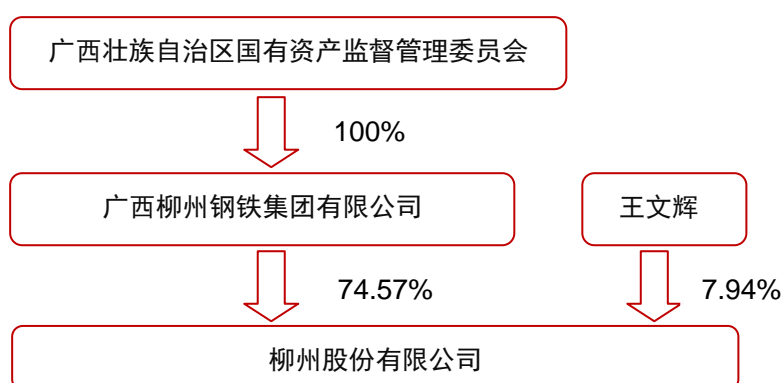 广西壮族自治区国有资产监督管理委员会
100%
广西柳州钢铁集团有限公司
王文辉
74.57%
7.94%
柳州股份有限公司